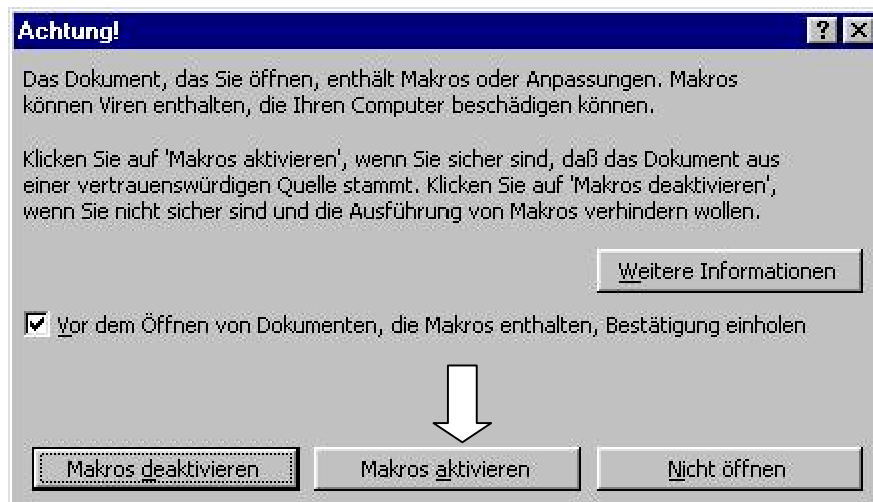 Achtung!
Das Dokument, das Sie öffnen, enthält Makros oder Anpassungen. Makros
können Viren enthalten, die Ihren Computer beschädigen können.
Klicken Sie auf 'Makros aktivieren', wenn Sie sicher sind, daß das Dokument aus
einer vertrauenswürdigen Quelle stammt. Klicken Sie auf 'Makros deaktivieren',
wenn Sie nicht sicher sind und die Ausführung von Makros verhindern wollen.
Weitere Informationen
Vor dem Öffnen von Dokumenten, die Makros enthalten, Bestätigung einholen
Makros deaktivieren Makros aktivieren Nicht öffnen